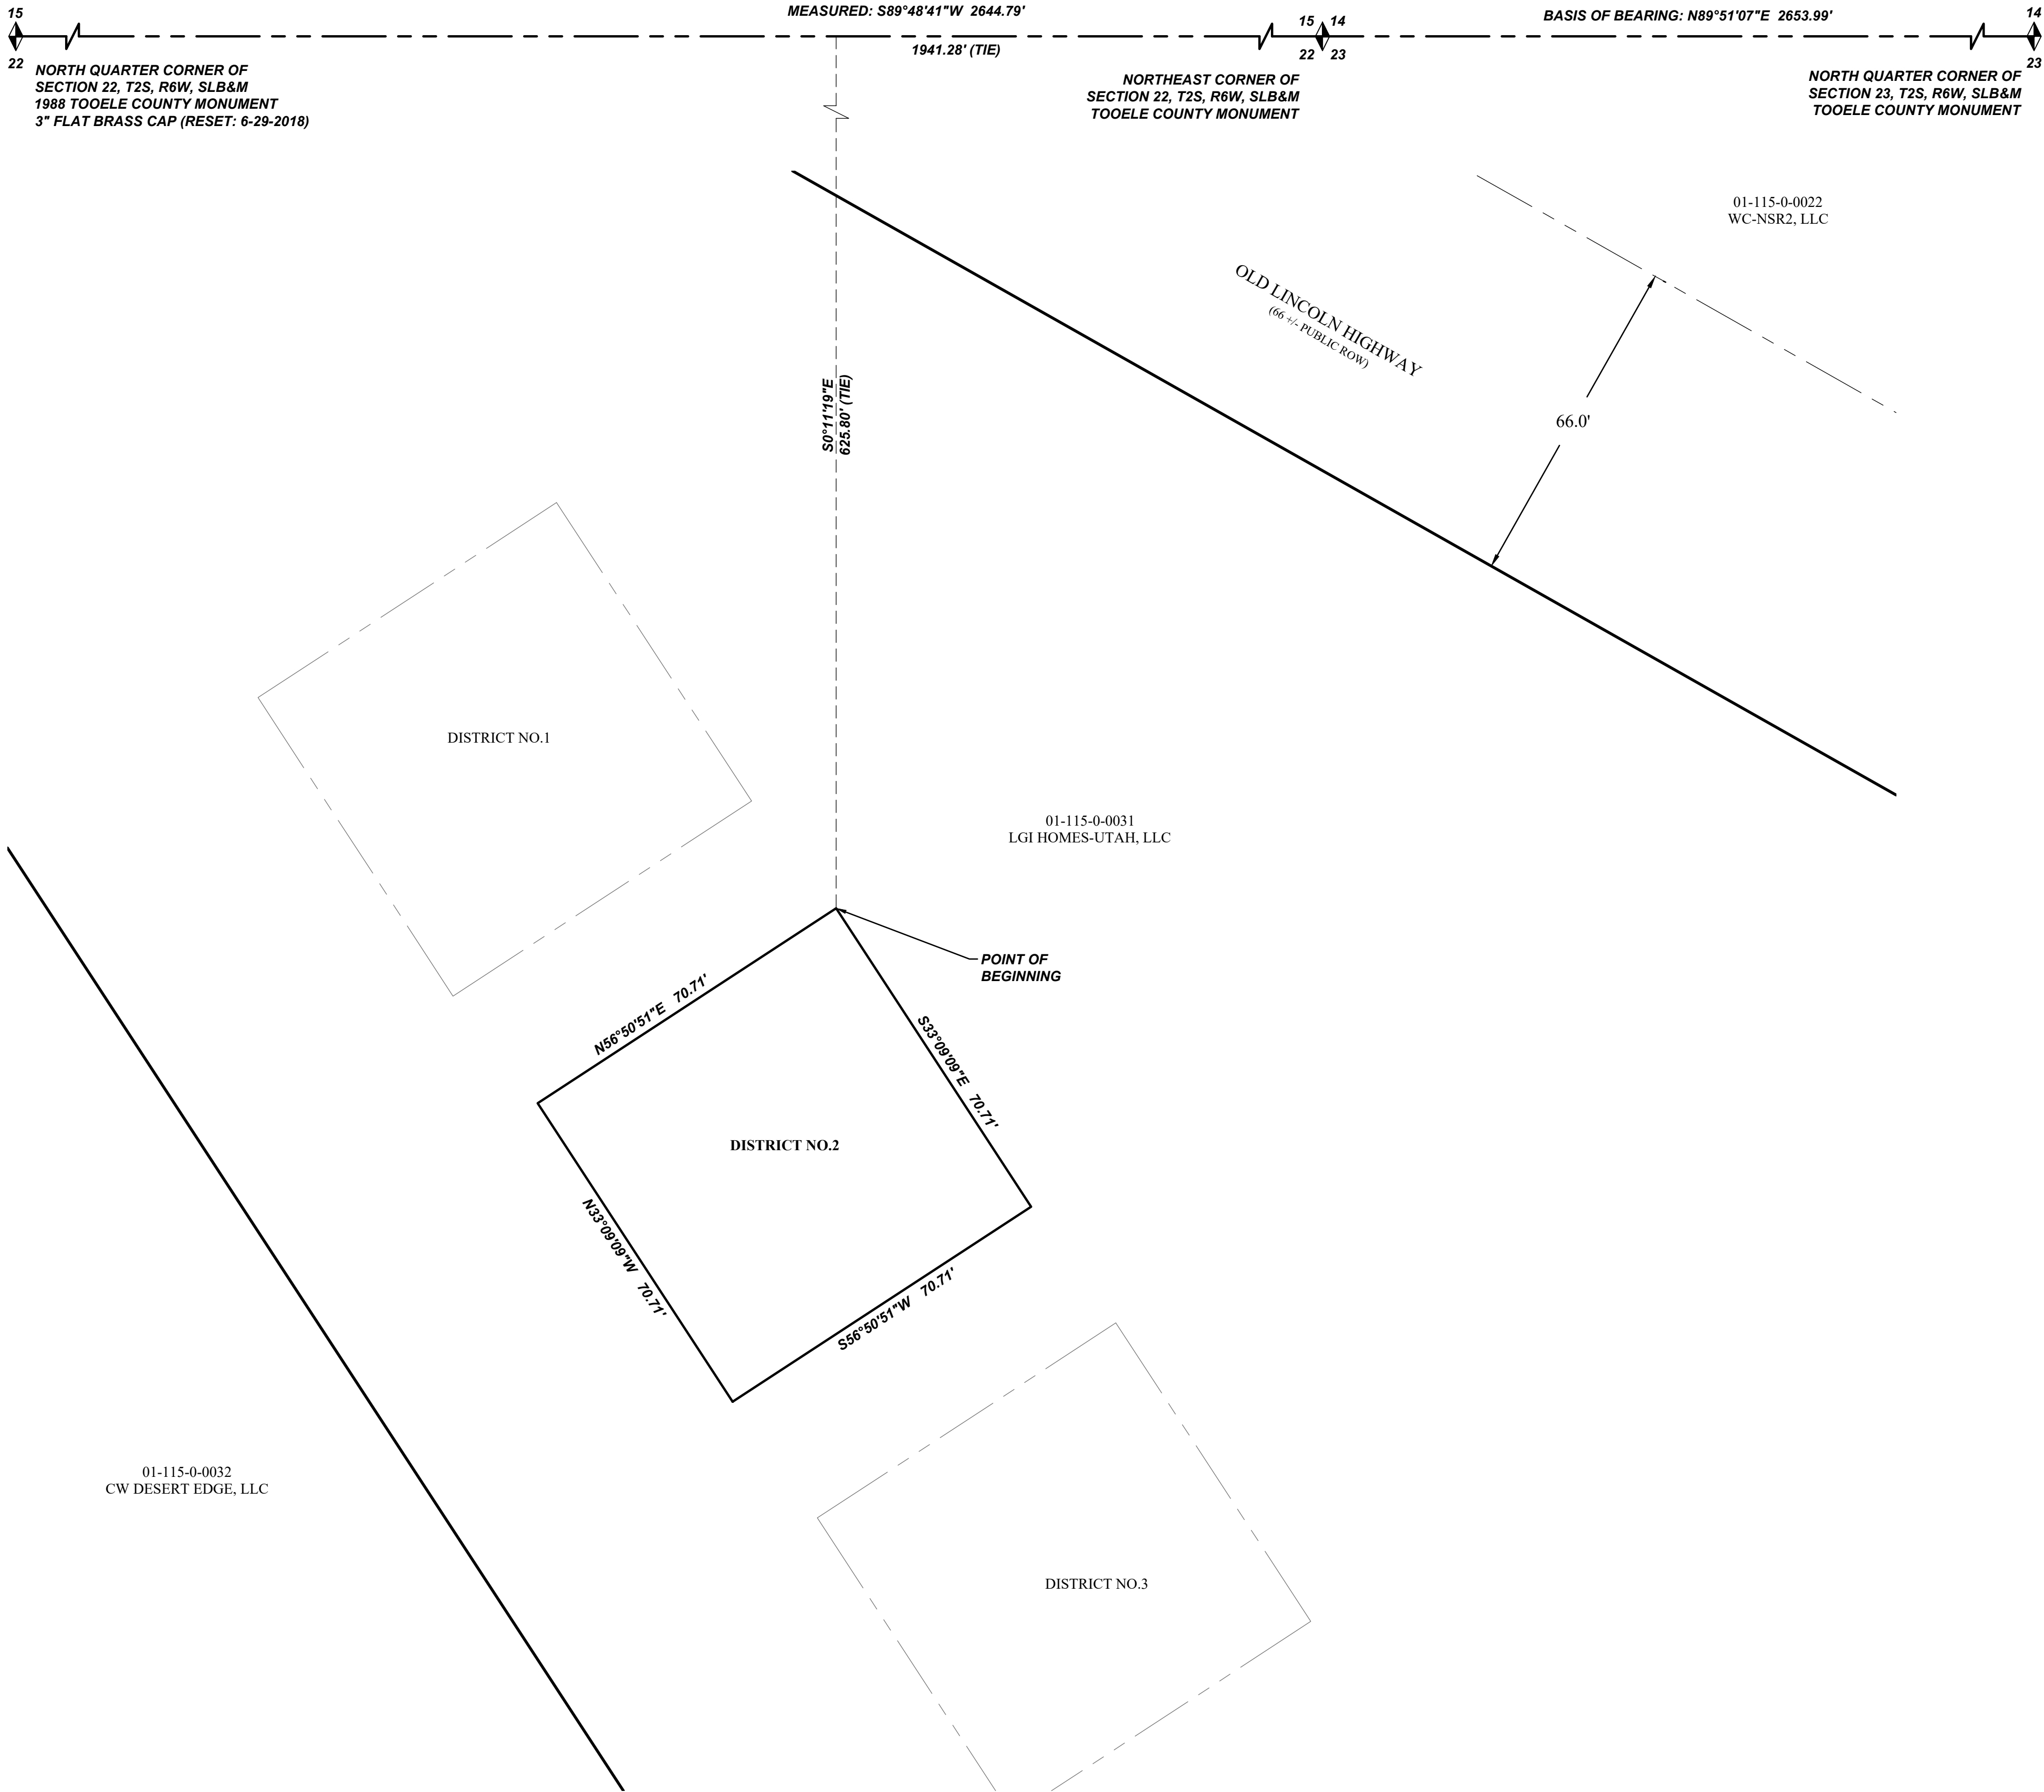 15
MEASURED: S89°48'41"W 2644.79'
15 14
BASIS OF BEARING: N89°51'07"E 2653.99'
14
1941.28' (TIE)
22
22 23
23
NORTH QUARTER CORNER OF
SECTION 22, T2S, R6W, SLB&M
1988 TOOELE COUNTY MONUMENT
3" FLAT BRASS CAP (RESET: 6-29-2018)
NORTHEAST CORNER OF
SECTION 22, T2S, R6W, SLB&M
TOOELE COUNTY MONUMENT
NORTH QUARTER CORNER OF
SECTION 23, T2S, R6W, SLB&M
TOOELE COUNTY MONUMENT
01-115-0-0022
WC-NSR2, LLC
OLD LINCOLN HIGHWAY
(66 +/- PUBLIC ROW)
66.0'
S0°11'19"E
625.80' (TIE)
DISTRICT NO.1
01-115-0-0031
LGI HOMES-UTAH, LLC
POINT OF
BEGINNING
N56°50'51"E 70.71'
S33°09'09"E 70.71'
DISTRICT NO.2
N33°09'09"W 70.71'
S56°50'51"W 70.71'
01-115-0-0032
CW DESERT EDGE, LLC
DISTRICT NO.3